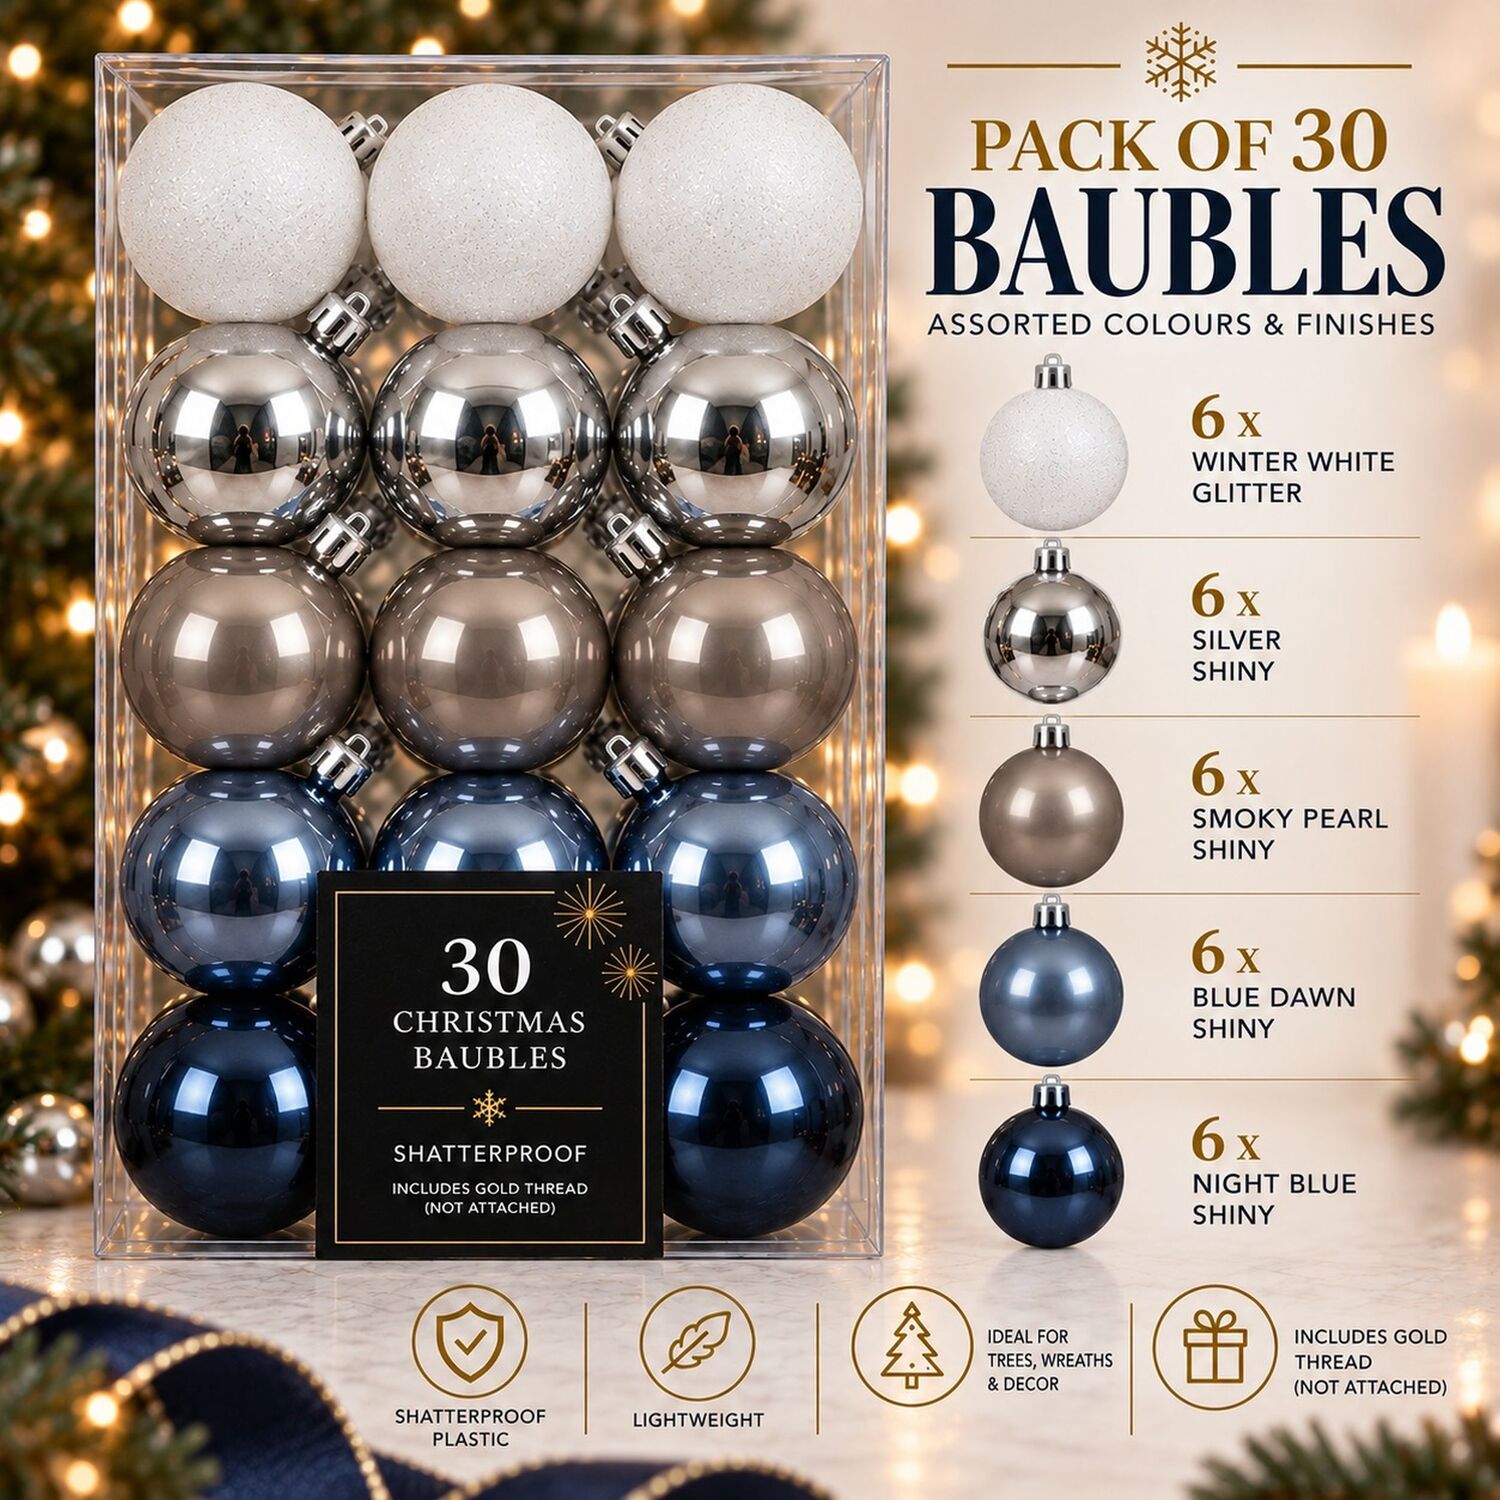 PACK OF 30
BAUBLES
ASSORTED COLOURS & FINISHES
6 x
WINTER WHITE
GLITTER
6 x
SILVER
SHINY
6 x
SMOKY PEARL
SHINY
6 x
BLUE DAWN
SHINY
6 x
NIGHT BLUE
SHINY
30
CHRISTMAS
BAUBLES
SHATTERPROOF
INCLUDES GOLD THREAD
(NOT ATTACHED)
SHATTERPROOF
PLASTIC
LIGHTWEIGHT
IDEAL FOR
TREES, WREATHS
& DECOR
INCLUDES GOLD
THREAD
(NOT ATTACHED)